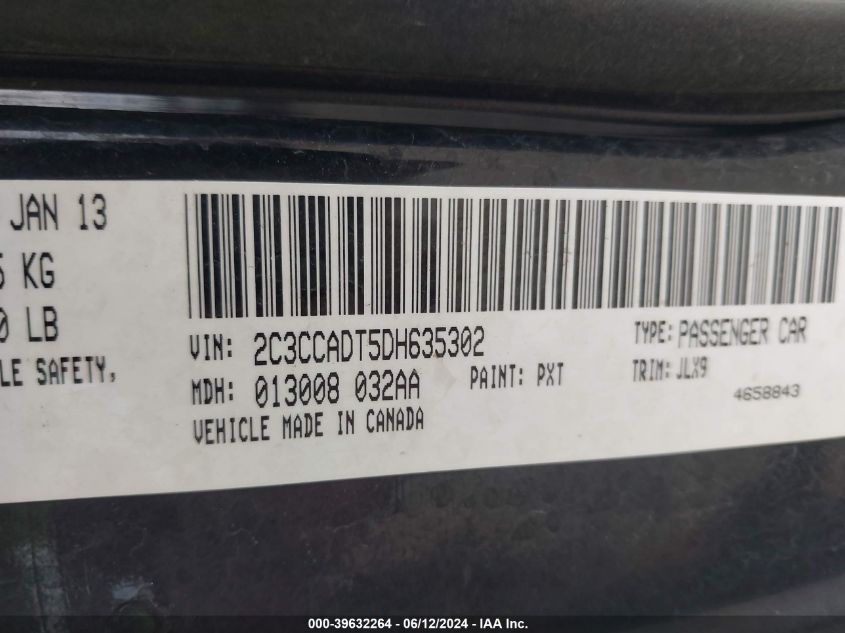 JAN 13
KG
LB
LE SAFETY,
VIN: 2C3CCADT5DH635302
TYPE: PASSENGER CAR
MDH: 013008 032AA
PAINT: PXT
TRIM: JLX9
4658843
VEHICLE MADE IN CANADA
000-39632264 - 06/12/2024 - IAA Inc.